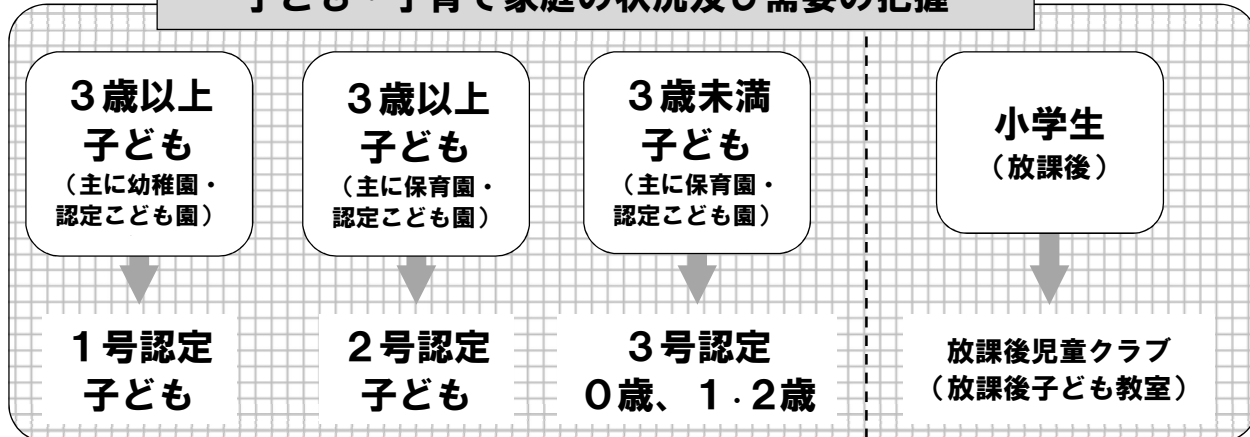 子ども・子育て家庭の状況及び需要の把握
３歳以上
子ども
（主に幼稚園・
認定こども園）
３歳以上
子ども
（主に保育園・
認定こども園）
３歳未満
子ども
（主に保育園・
認定こども園）
小学生
（放課後）
１号認定
子ども
２号認定
子ども
３号認定
０歳、１・２歳
放課後児童クラブ
（放課後子ども教室）